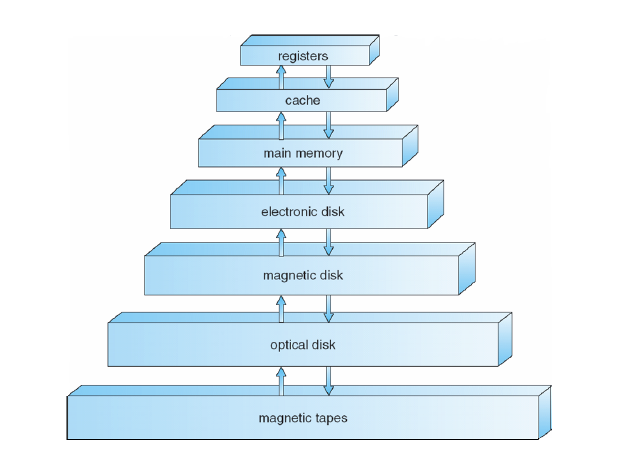 registers
cache
main memory
electronic disk
magnetic disk
optical disk
magnetic tapes